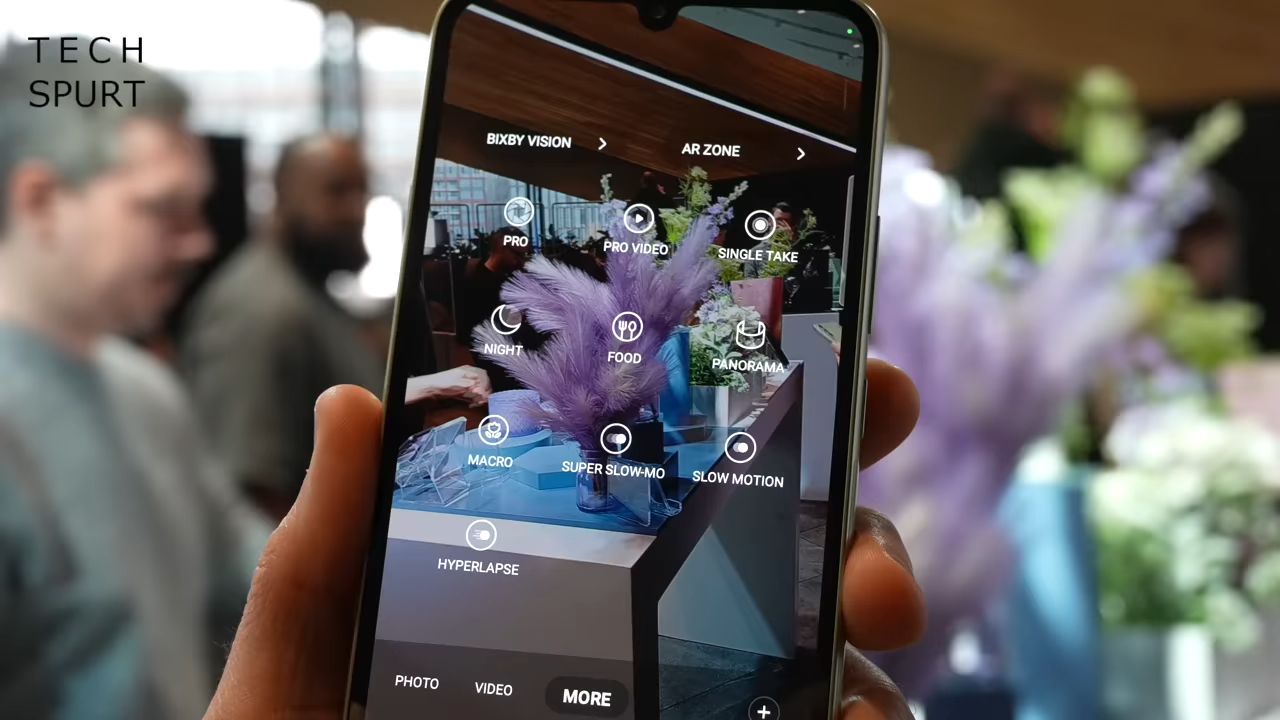 TECH
SPURT
BIXBY VISION
AR ZONE
PRO
PRO VIDEO
SINGLE TAKE
NIGHT
FOOD
PANORAMA
MACRO
SUPER SLOW-MO
SLOW MOTION
HYPERLAPSE
PHOTO
VIDEO
MORE